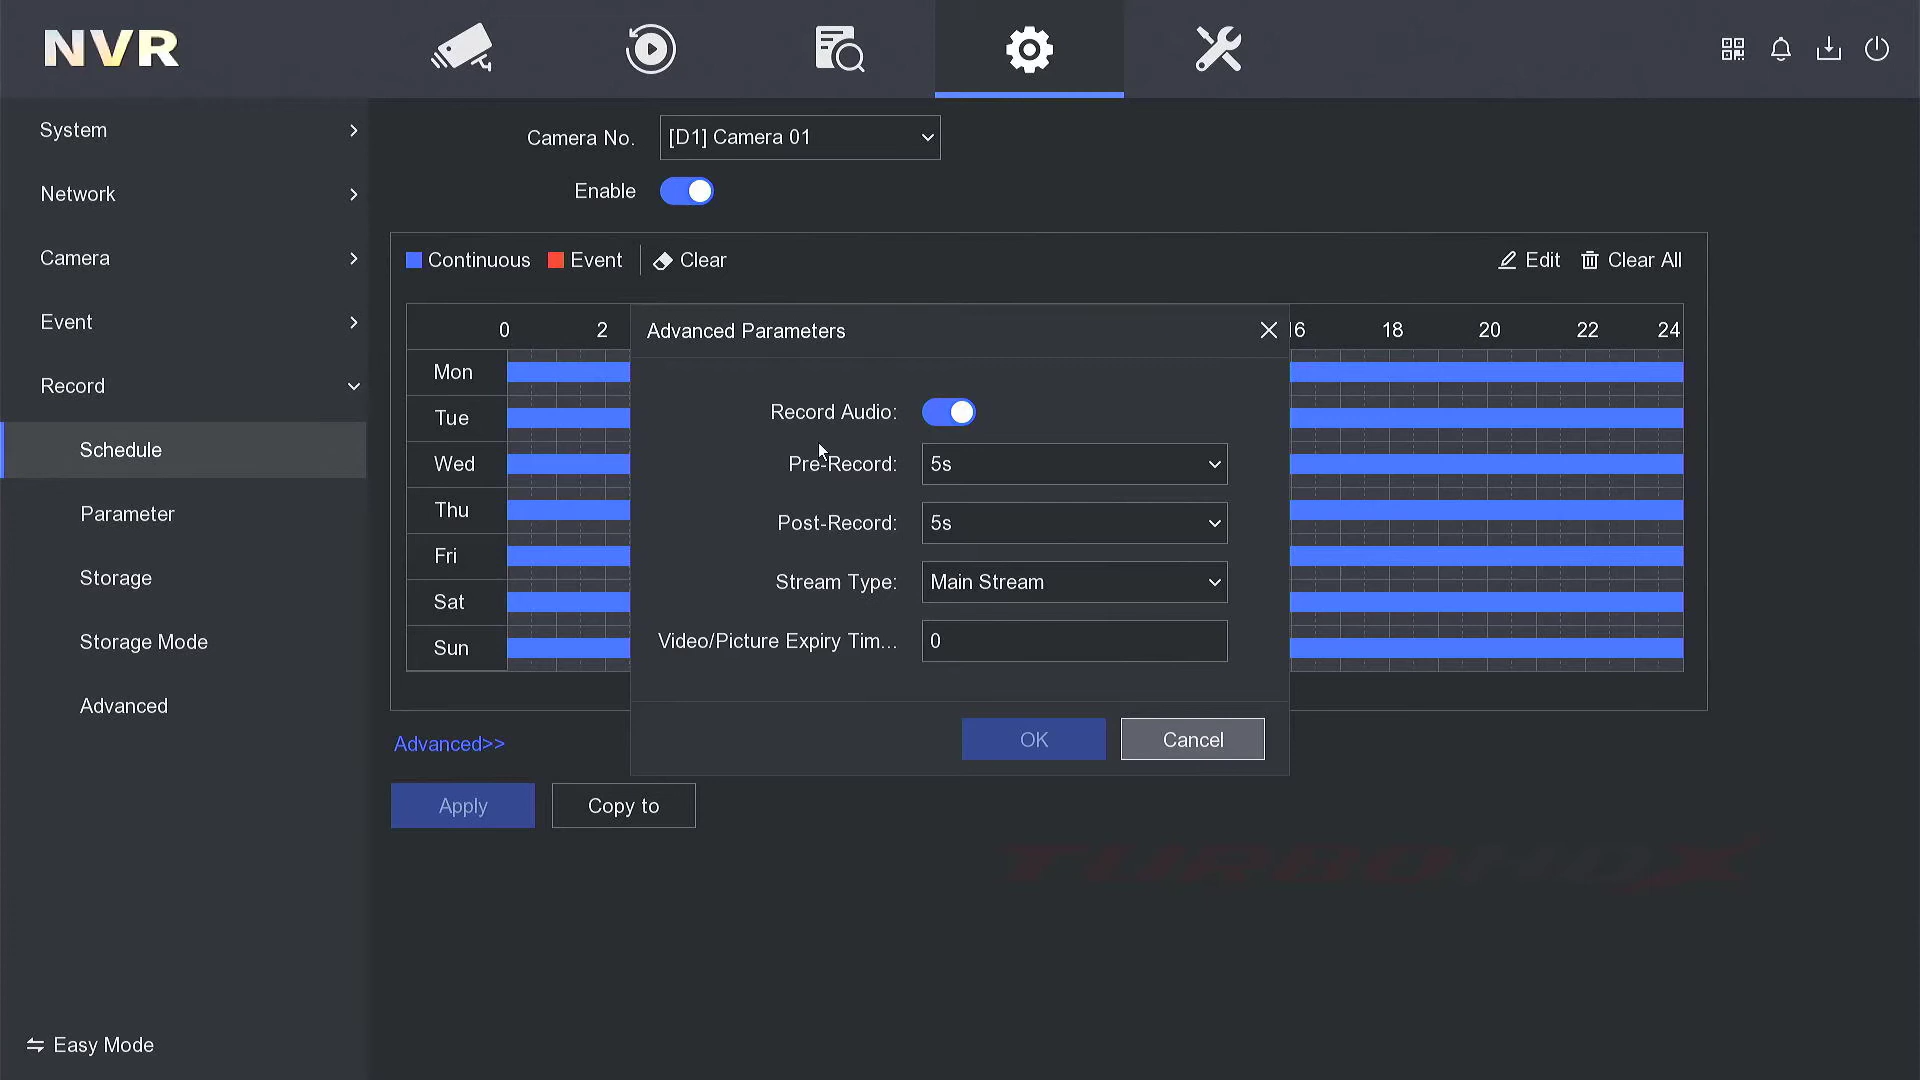 NVR
System
Network
Camera
Event
Record
Schedule
Parameter
Storage
Storage Mode
Advanced
Easy Mode
Camera No. [D1] Camera 01
Enable
Continuous Event Clear Edit Clear All
0 2 16 18 20 22 24
Mon
Tue
Wed
Thu
Fri
Sat
Sun
Advanced Parameters
Record Audio:
Pre-Record: 5s
Post-Record: 5s
Stream Type: Main Stream
Video/Picture Expiry Tim... 0
OK Cancel
Advanced>>
Apply Copy to
TURBOHDX